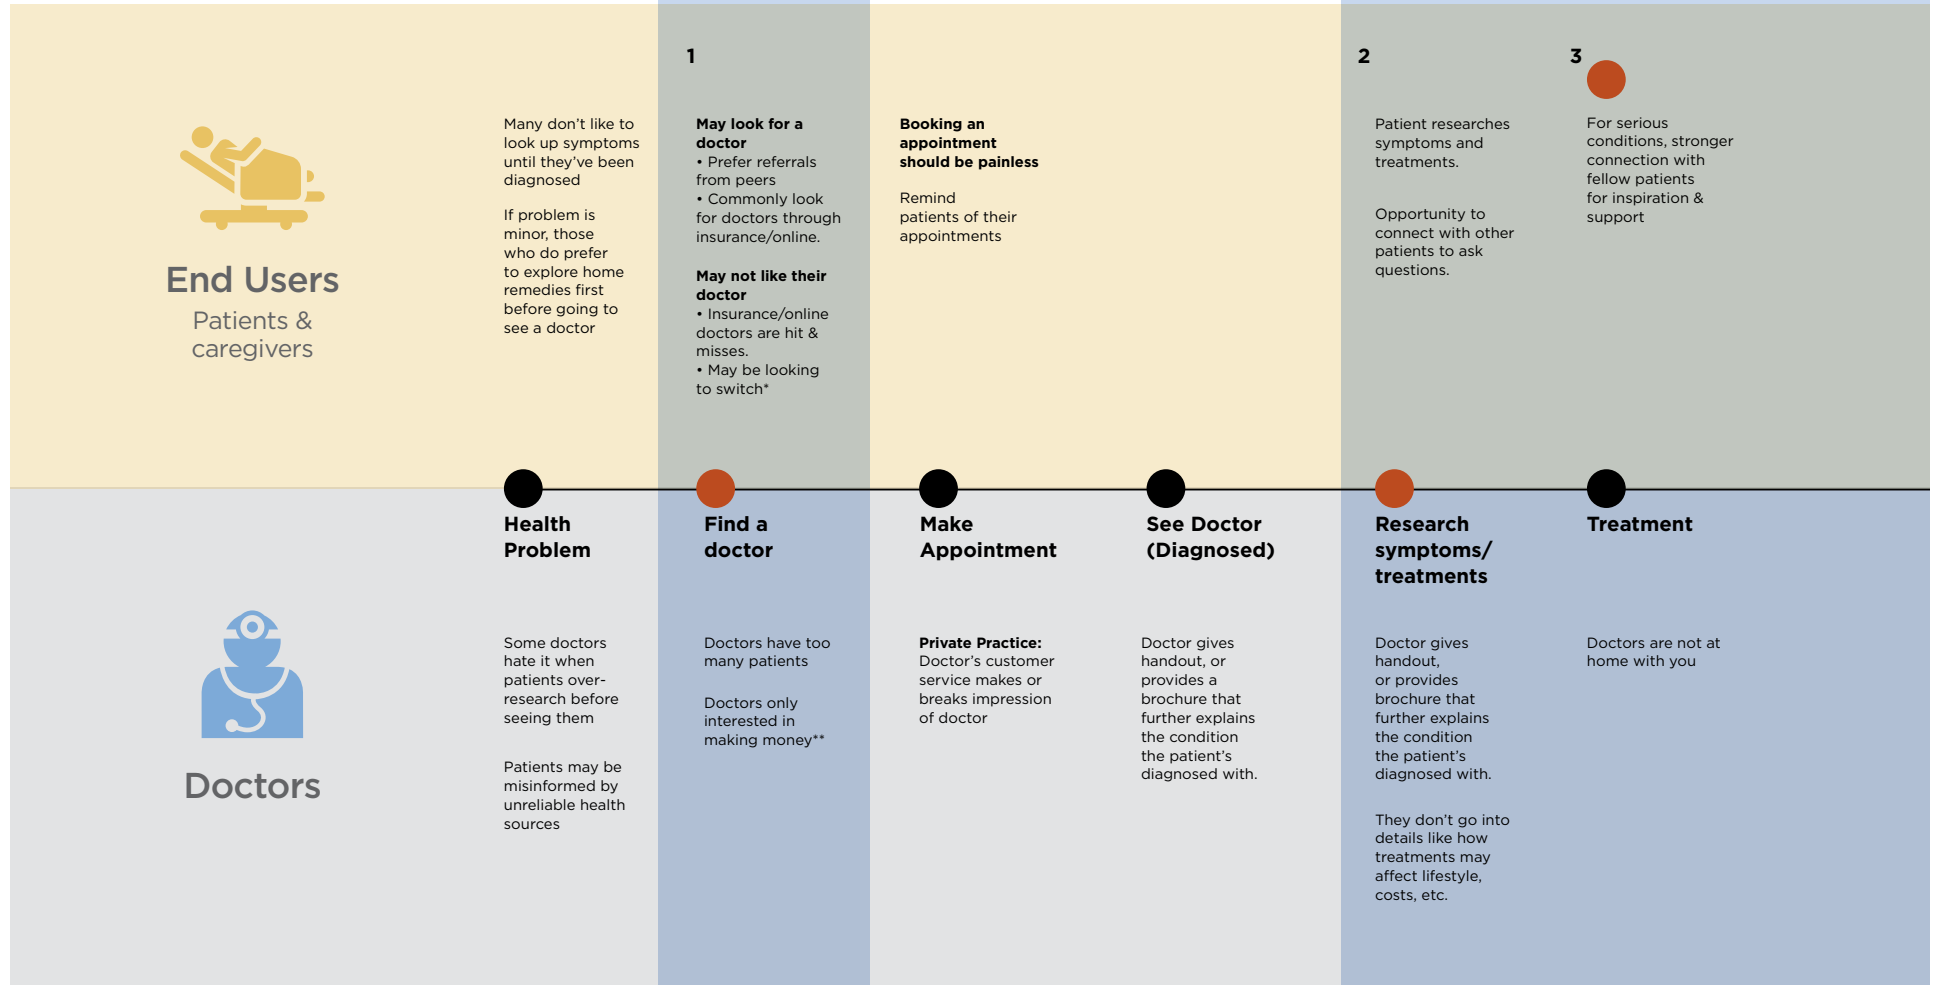 1
2
3
Many don’t like to
look up symptoms
until they’ve been
diagnosed
If problem is
minor, those
who do prefer
to explore home
remedies first
before going to
see a doctor
May look for a
doctor
• Prefer referrals
from peers
• Commonly look
for doctors through
insurance/online.
May not like their
doctor
• Insurance/online
doctors are hit &
misses.
• May be looking
to switch*
Booking an
appointment
should be painless
Remind
patients of their
appointments
Patient researches
symptoms and
treatments.
Opportunity to
connect with other
patients to ask
questions.
For serious
conditions, stronger
connection with
fellow patients
for inspiration &
support
End Users
Patients &
caregivers
Health
Problem
Find a
doctor
Make
Appointment
See Doctor
(Diagnosed)
Research
symptoms/
treatments
Treatment
Doctors
Some doctors
hate it when
patients over-
research before
seeing them
Patients may be
misinformed by
unreliable health
sources
Doctors have too
many patients
Doctors only
interested in
making money**
Private Practice:
Doctor’s customer
service makes or
breaks impression
of doctor
Doctor gives
handout, or
provides a
brochure that
further explains
the condition
the patient’s
diagnosed with.
Doctor gives
handout,
or provides
brochure that
further explains
the condition
the patient’s
diagnosed with.
They don’t go into
details like how
treatments may
affect lifestyle,
costs, etc.
Doctors are not at
home with you